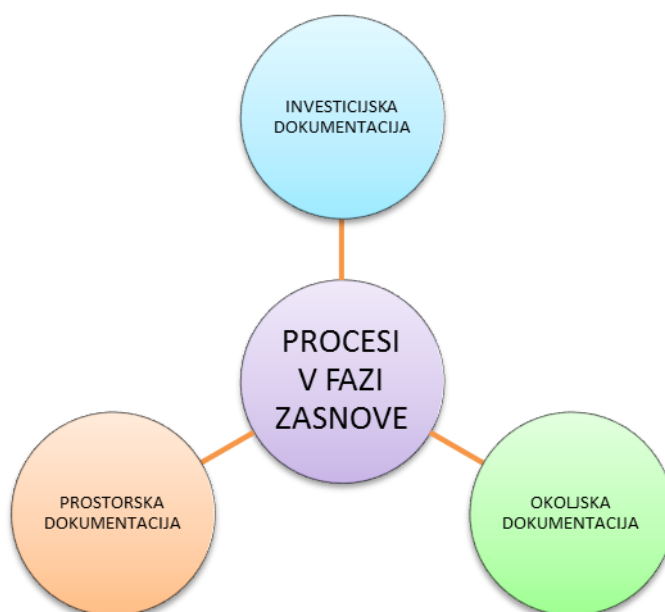 INVESTICIJSKA
DOKUMENTACIJA
PROCESI
V FAZI
ZASNOVE
PROSTORSKA
DOKUMENTACIJA
OKOLJSKA
DOKUMENTACIJA